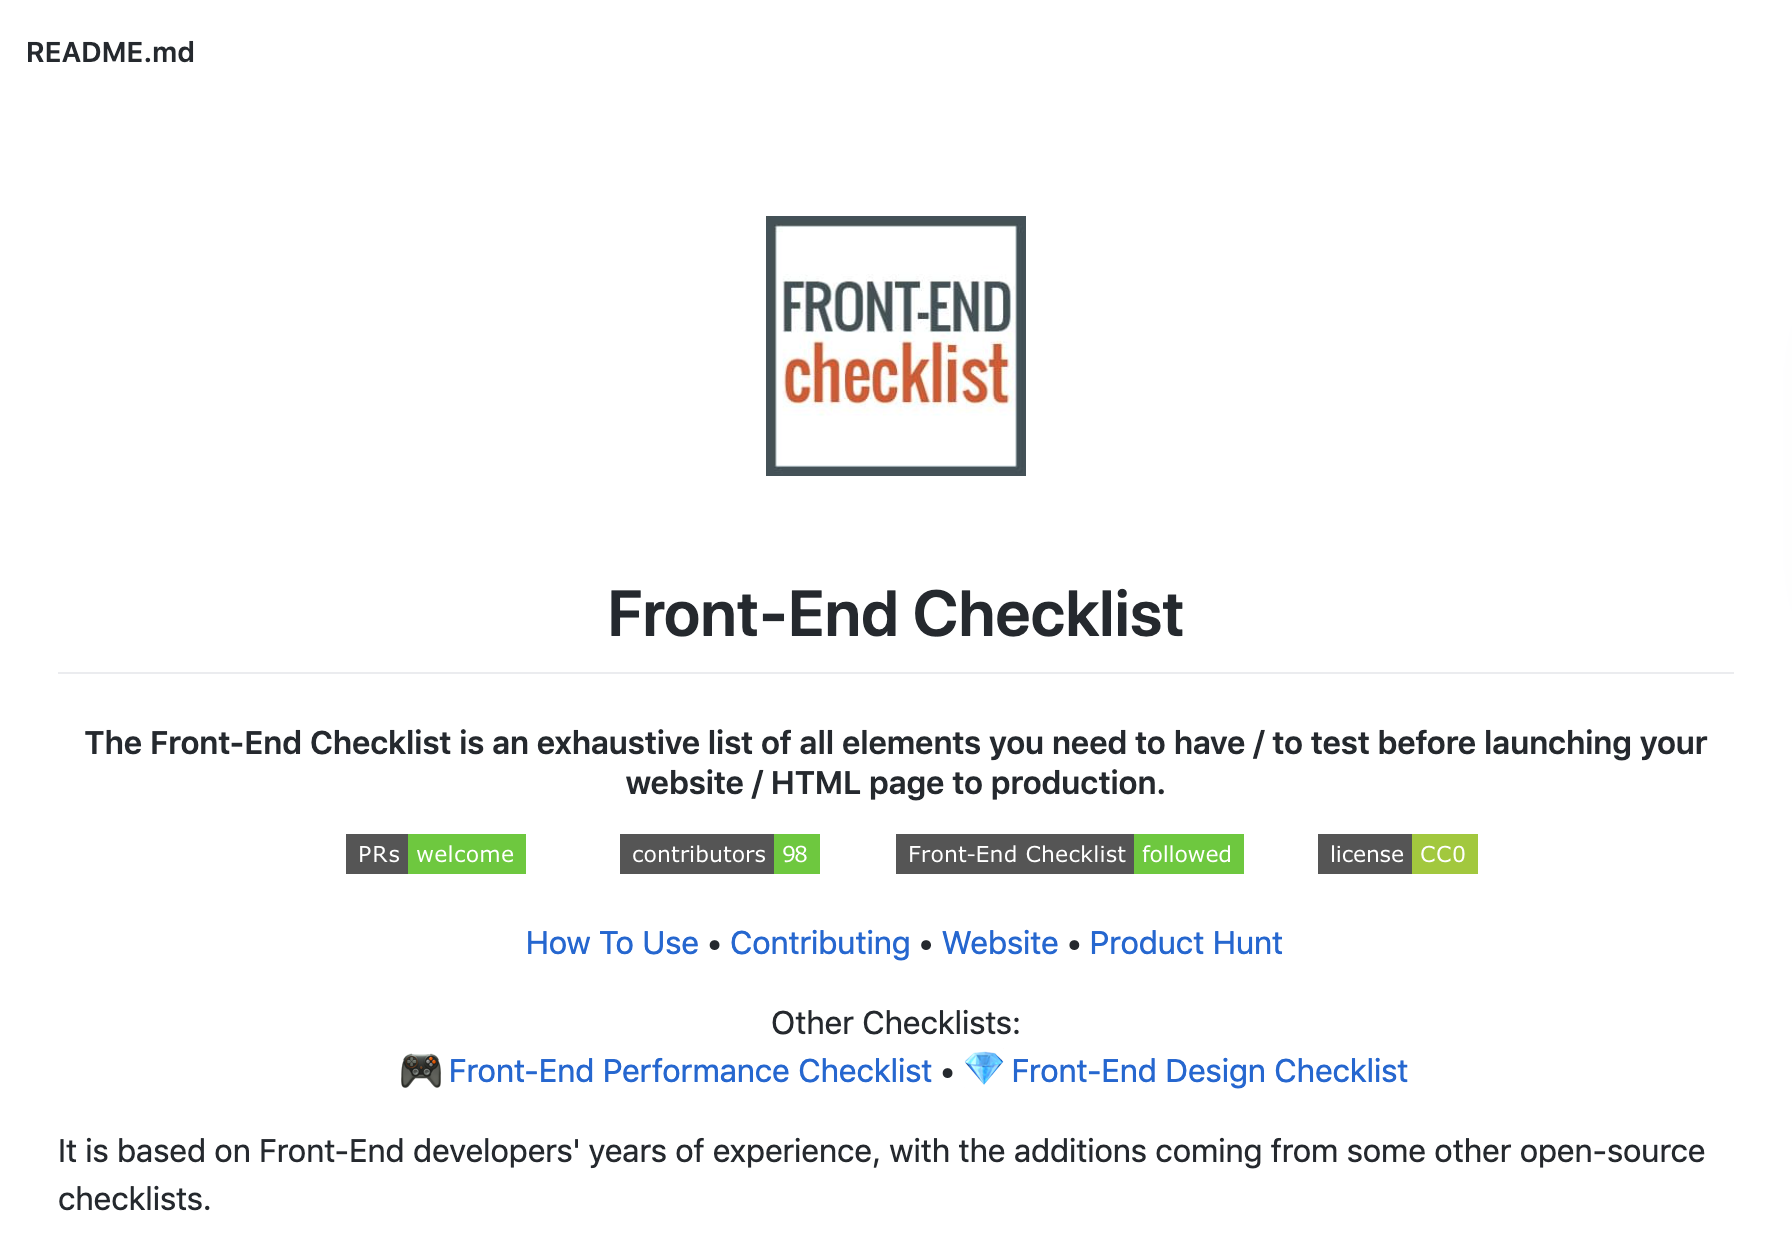 README.md
FRONT-END
checklist
Front-End Checklist
The Front-End Checklist is an exhaustive list of all elements you need to have / to test before launching your
website / HTML page to production.
PRs welcome contributors 98 Front-End Checklist followed license CC0
How To Use • Contributing • Website • Product Hunt
Other Checklists:
🎮 Front-End Performance Checklist • 💎 Front-End Design Checklist
It is based on Front-End developers' years of experience, with the additions coming from some other open-source
checklists.